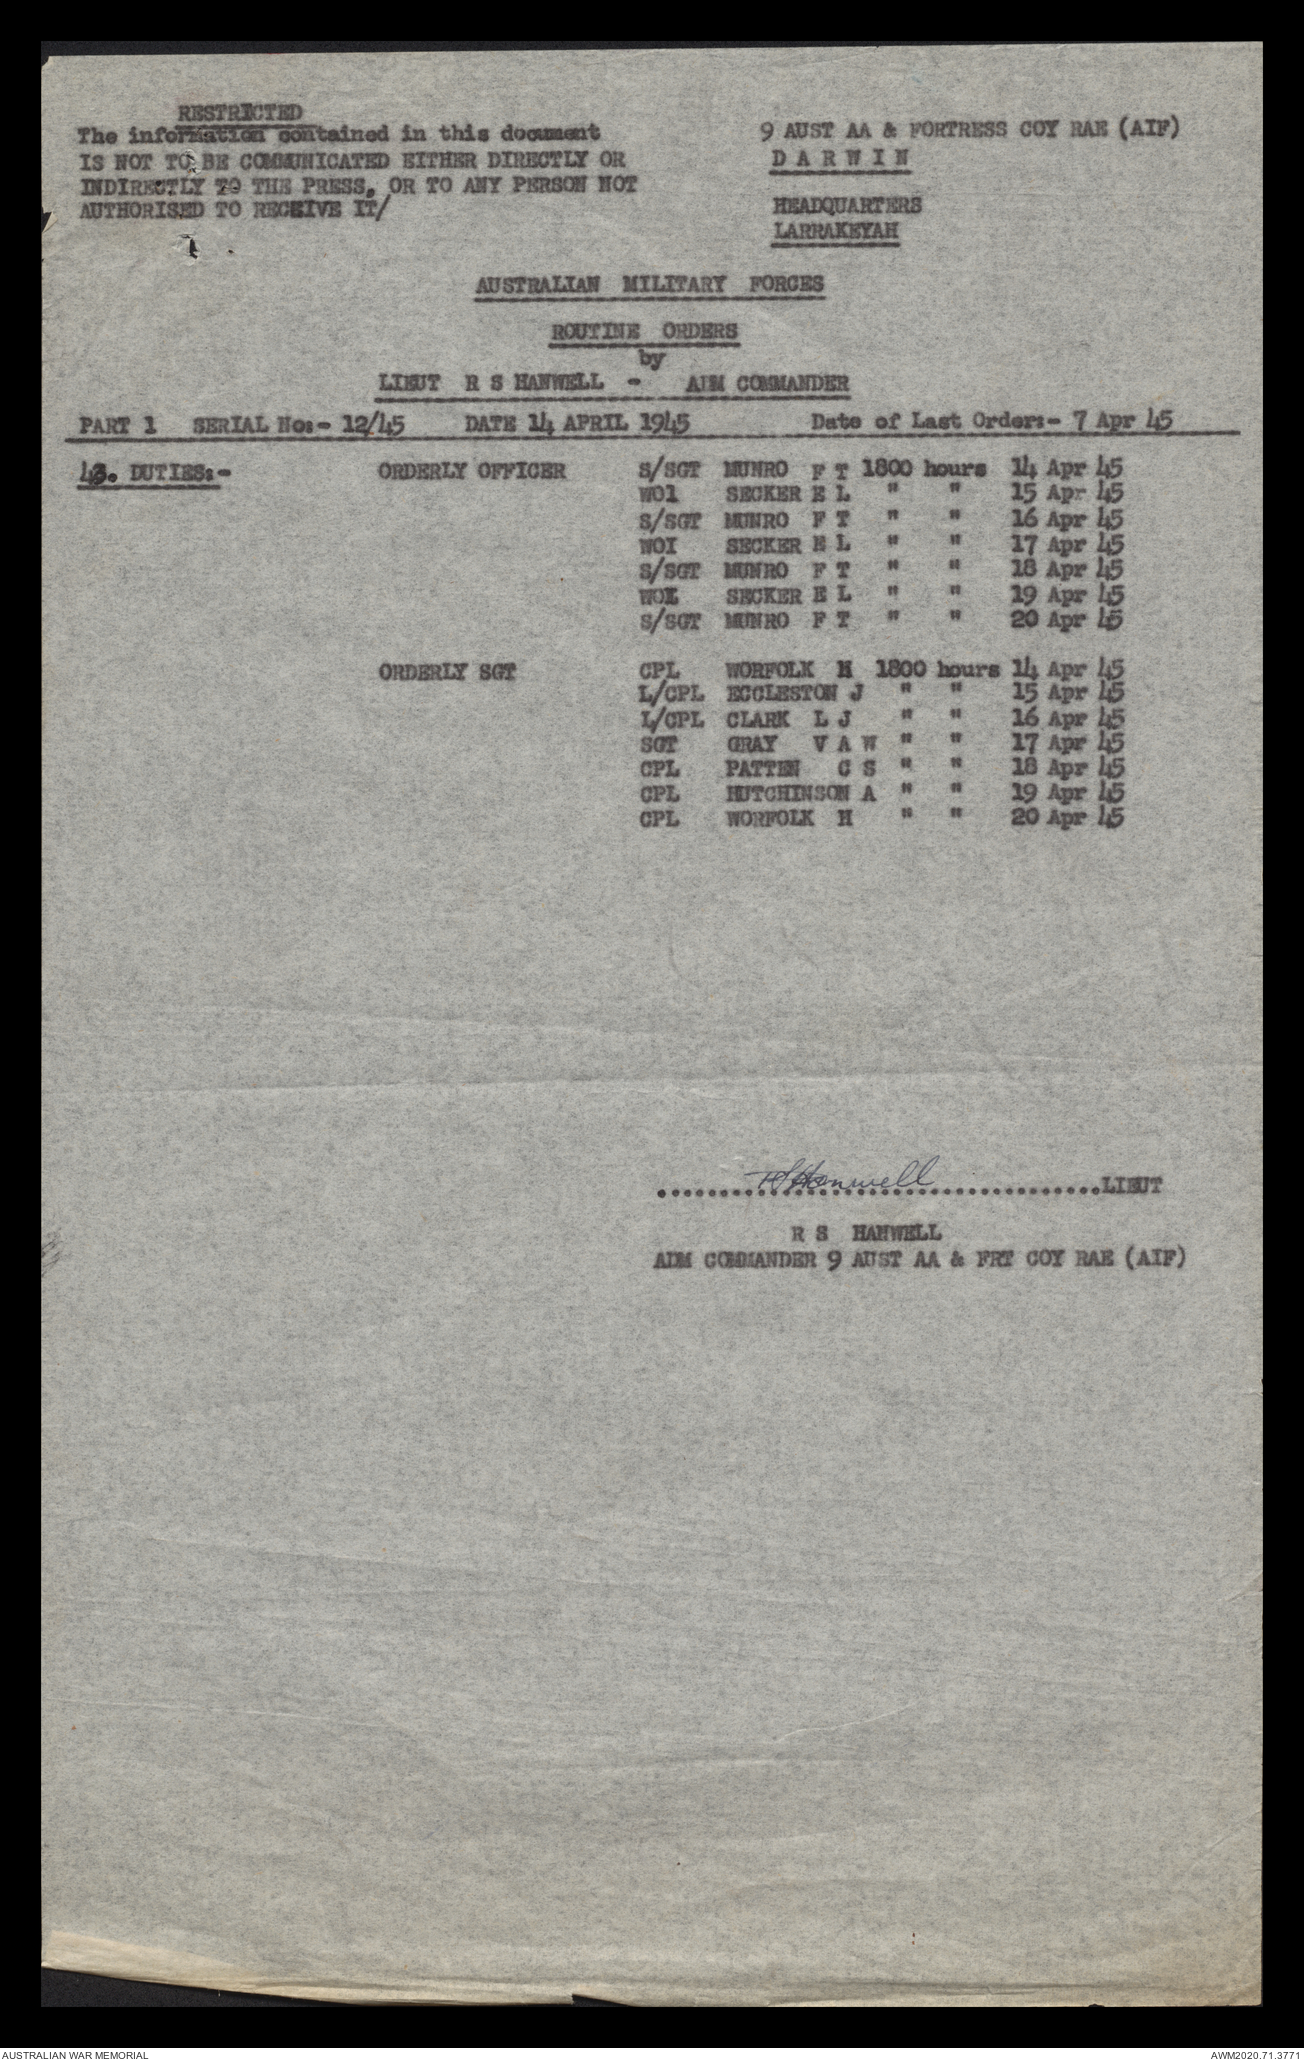 RESTRICTED
The information contained in this document
IS NOT TO BE COMMUNICATED EITHER DIRECTLY OR
INDIRECTLY TO THE PRESS, OR TO ANY PERSON NOT
AUTHORISED TO RECEIVE IT/
9 AUST AA & FORTRESS COY RAE (AIF)
D A R W I N
HEADQUARTERS
LARRAKEYAH
AUSTRALIAN MILITARY FORCES
ROUTINE ORDERS
by
LIEUT R S HANWELL - ADM COMMANDER
PART 1 SERIAL No:- 12/45 DATE 14 APRIL 1945 Date of Last Order:- 7 Apr 45
43. DUTIES:- ORDERLY OFFICER S/SGT MUNRO F T 1800 hours 14 Apr 45
WO1 SECKER E L " " 15 Apr 45
S/SGT MUNRO F T " " 16 Apr 45
WOI SECKER E L " " 17 Apr 45
S/SGT MUNRO F T " " 18 Apr 45
WOI SECKER E L " " 19 Apr 45
S/SGT MUNRO F T " " 20 Apr 45
ORDERLY SGT CPL WORFOLK H 1800 hours 14 Apr 45
L/CPL ECCLESTON J " " 15 Apr 45
L/CPL CLARK L J " " 16 Apr 45
SGT GRAY V A W " " 17 Apr 45
CPL PATTEN C S " " 18 Apr 45
CPL HUTCHINSON A " " 19 Apr 45
CPL WORFOLK H " " 20 Apr 45
RSHanwell LIEUT
R S HANWELL
ADM COMMANDER 9 AUST AA & FRT COY RAE (AIF)
AUSTRALIAN WAR MEMORIAL
AWM2020.71.3771